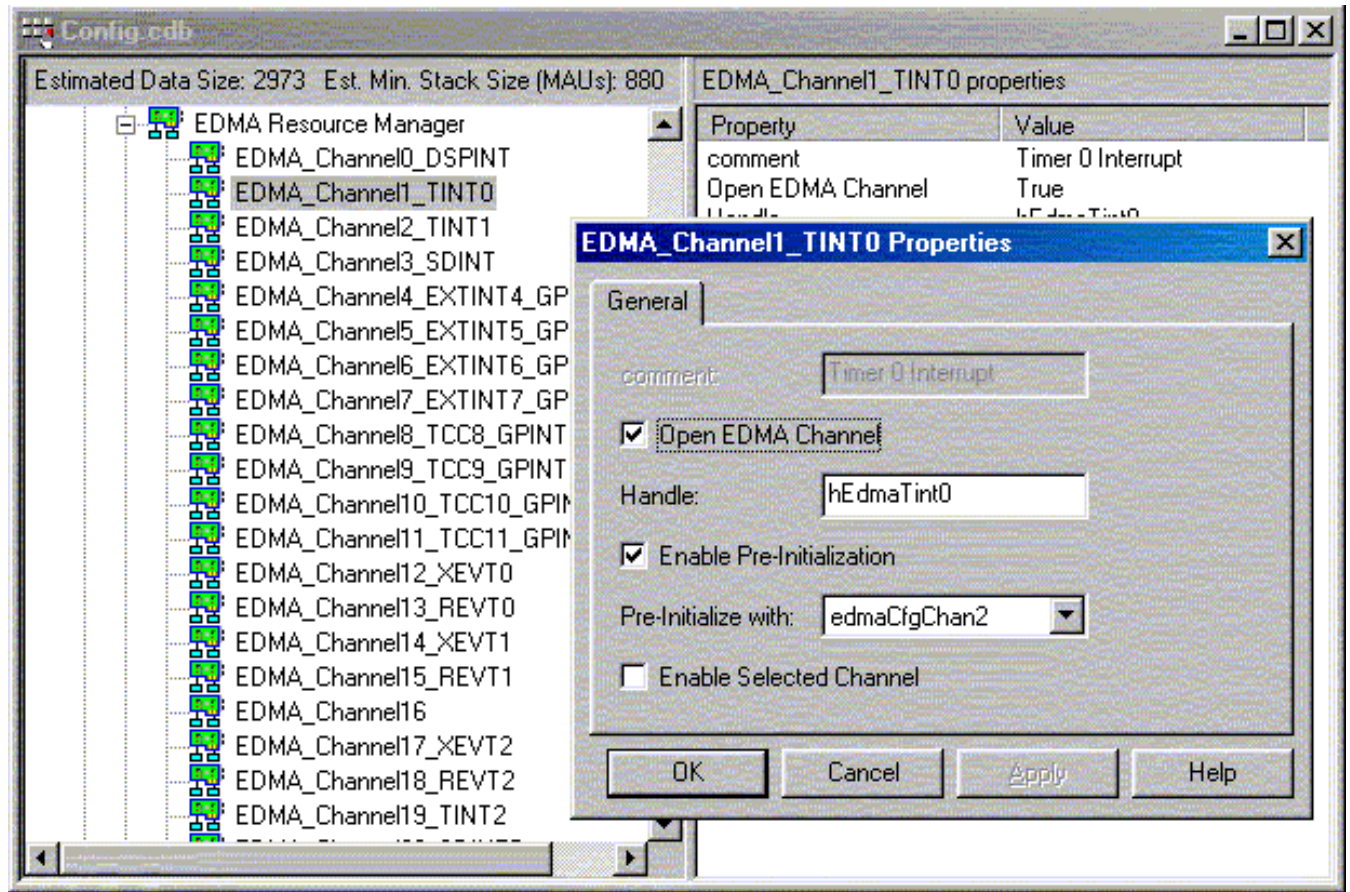 Config.cdb
Estimated Data Size: 2973 Est. Min. Stack Size (MAUs): 880
EDMA_Channel1_TINT0 properties
EDMA Resource Manager
EDMA_Channel0_DSPINT
EDMA_Channel1_TINT0
EDMA_Channel2_TINT1
EDMA_Channel3_SDINT
EDMA_Channel4_EXTINT4_GP
EDMA_Channel5_EXTINT5_GP
EDMA_Channel6_EXTINT6_GP
EDMA_Channel7_EXTINT7_GP
EDMA_Channel8_TCC8_GPINT
EDMA_Channel9_TCC9_GPINT
EDMA_Channel10_TCC10_GPIN
EDMA_Channel11_TCC11_GPIN
EDMA_Channel12_XEVT0
EDMA_Channel13_REVT0
EDMA_Channel14_XEVT1
EDMA_Channel15_REVT1
EDMA_Channel16
EDMA_Channel17_XEVT2
EDMA_Channel18_REVT2
EDMA_Channel19_TINT2
Property Value
comment Timer 0 Interrupt
Open EDMA Channel True
Handle hEdmaTint0
EDMA_Channel1_TINT0 Properties
General
comment: Timer 0 Interrupt
Open EDMA Channel
Handle: hEdmaTint0
Enable Pre-Initialization
Pre-Initialize with: edmaCfgChan2
Enable Selected Channel
OK Cancel Apply Help